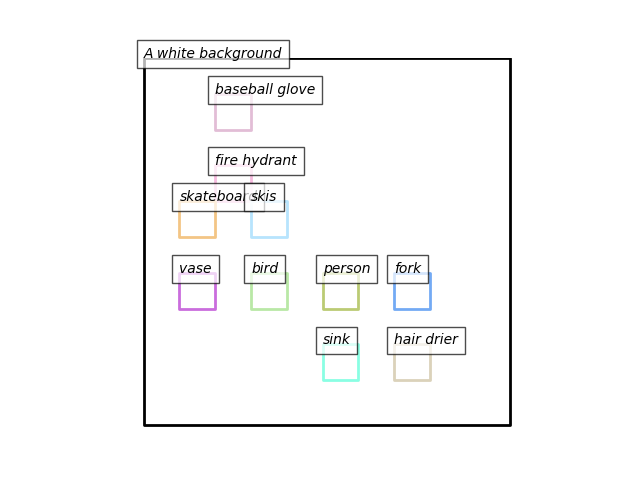 A white background
baseball glove
fire hydrant
skateboard
skis
vase
bird
person
fork
sink
hair drier